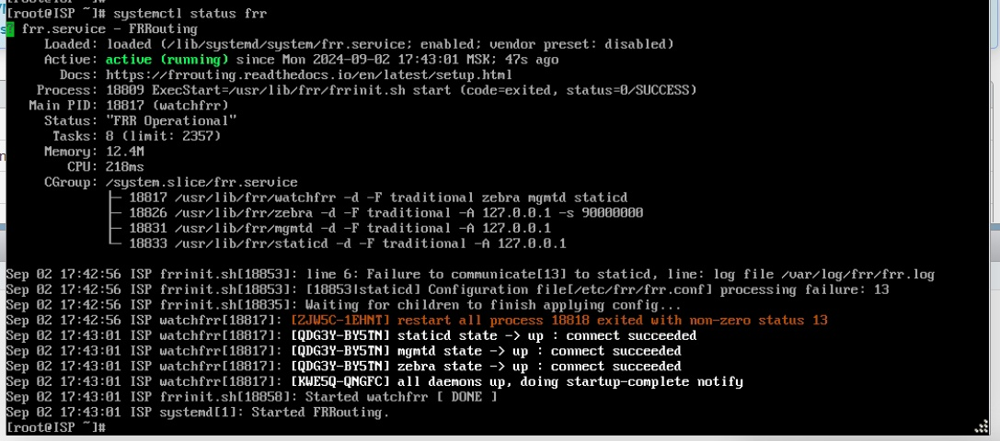 [root@ISP ~]# systemctl status frr
? frr.service - FRRouting
Loaded: loaded (/lib/systemd/system/frr.service; enabled; vendor preset: disabled)
Active: active (running) since Mon 2024-09-02 17:43:01 MSK; 47s ago
Docs: https://frrouting.readthedocs.io/en/latest/setup.html
Process: 18809 ExecStart=/usr/lib/frr/frrinit.sh start (code=exited, status=0/SUCCESS)
Main PID: 18817 (watchfrr)
Status: "FRR Operational"
Tasks: 8 (limit: 2357)
Memory: 12.4M
CPU: 218ms
CGroup: /system.slice/frr.service
├─ 18817 /usr/lib/frr/watchfrr -d -F traditional zebra mgmtd staticd
├─ 18826 /usr/lib/frr/zebra -d -F traditional -A 127.0.0.1 -s 90000000
├─ 18831 /usr/lib/frr/mgmtd -d -F traditional -A 127.0.0.1
└─ 18833 /usr/lib/frr/staticd -d -F traditional -A 127.0.0.1
Sep 02 17:42:56 ISP frrinit.sh[18853]: line 6: Failure to communicate[13] to staticd, line: log file /var/log/frr/frr.log
Sep 02 17:42:56 ISP frrinit.sh[18853]: [18853|staticd] Configuration file[/etc/frr/frr.conf] processing failure: 13
Sep 02 17:42:56 ISP frrinit.sh[18835]: Waiting for children to finish applying config...
Sep 02 17:42:56 ISP watchfrr[18817]: [ZJW5C-1EHNT] restart all process 18818 exited with non-zero status 13
Sep 02 17:43:01 ISP watchfrr[18817]: [QDG3Y-BY5TN] staticd state -> up : connect succeeded
Sep 02 17:43:01 ISP watchfrr[18817]: [QDG3Y-BY5TN] mgmtd state -> up : connect succeeded
Sep 02 17:43:01 ISP watchfrr[18817]: [QDG3Y-BY5TN] zebra state -> up : connect succeeded
Sep 02 17:43:01 ISP watchfrr[18817]: [KWE5Q-QNGFC] all daemons up, doing startup-complete notify
Sep 02 17:43:01 ISP frrinit.sh[18858]: Started watchfrr [ DONE ]
Sep 02 17:43:01 ISP systemd[1]: Started FRRouting.
[root@ISP ~]#